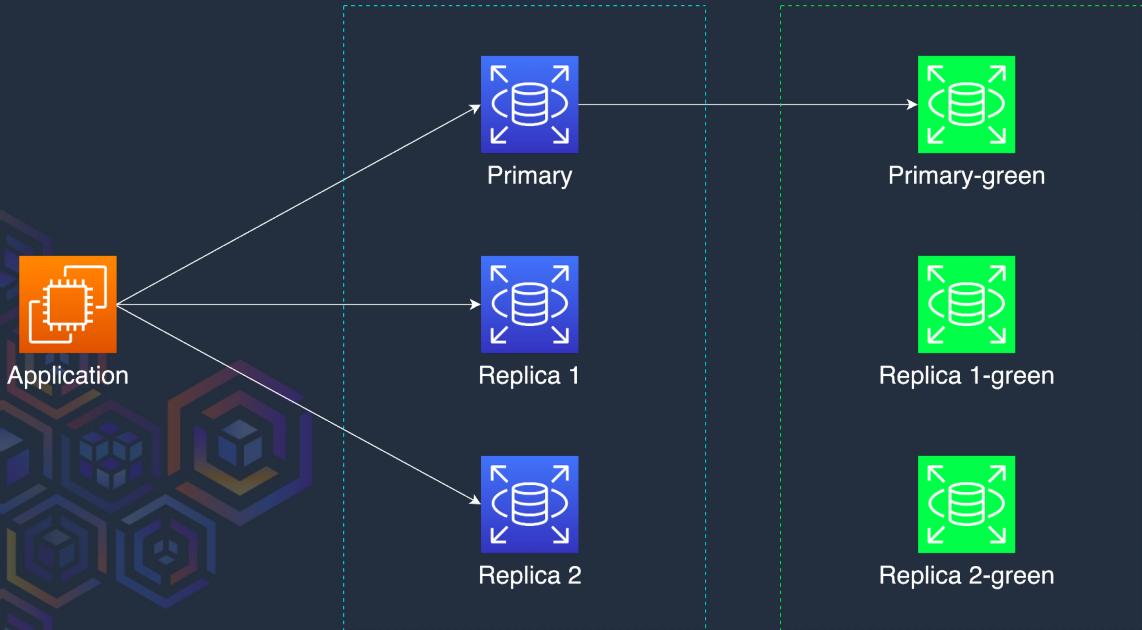 Primary
Primary-green
Application
Replica 1
Replica 1-green
Replica 2
Replica 2-green